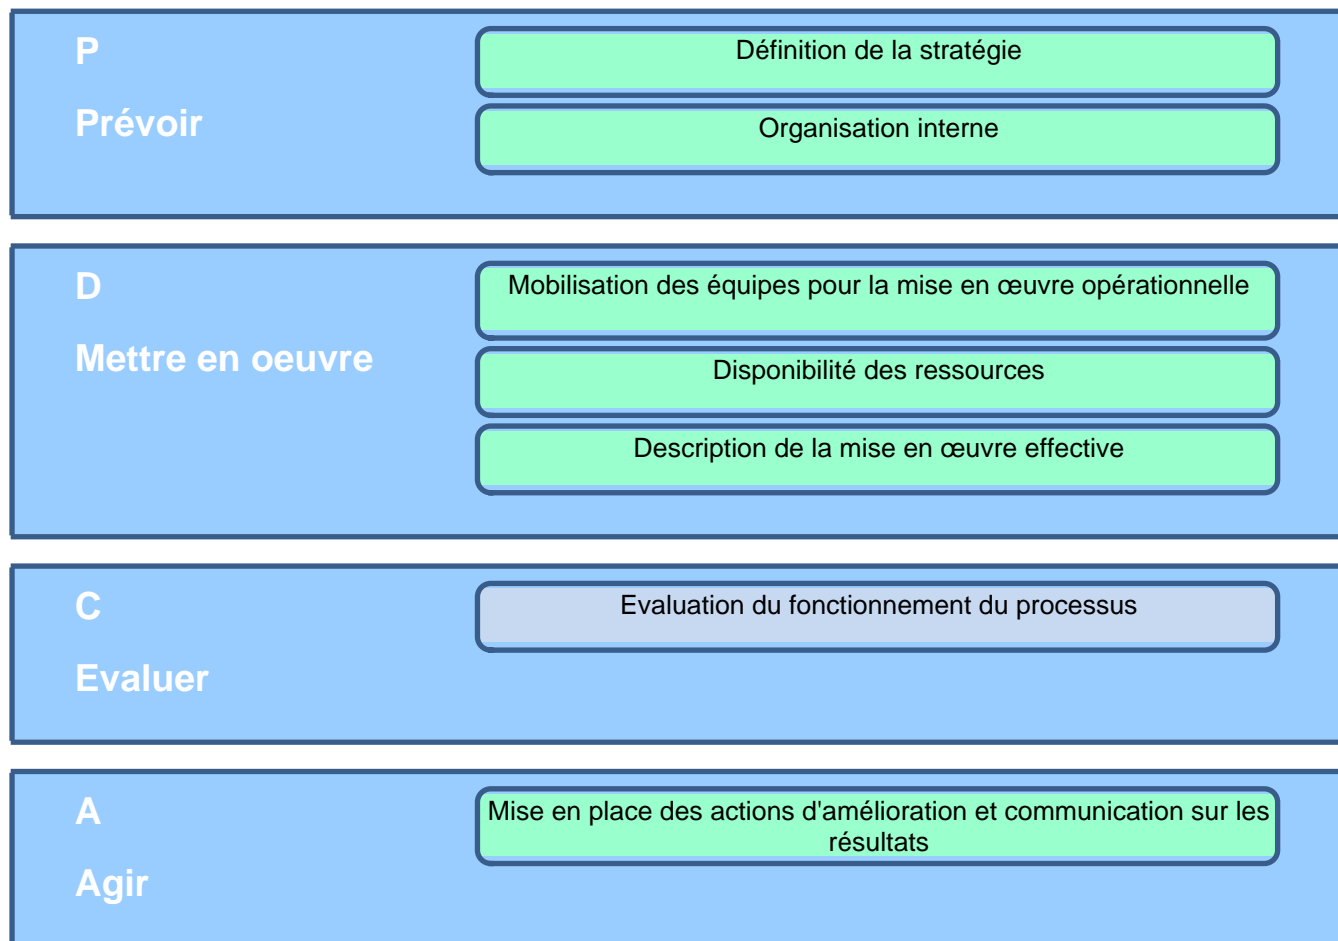 P
Prévoir
Définition de la stratégie
Organisation interne
D
Mettre en oeuvre
Mobilisation des équipes pour la mise en œuvre opérationnelle
Disponibilité des ressources
Description de la mise en œuvre effective
C
Evaluer
Evaluation du fonctionnement du processus
A
Agir
Mise en place des actions d'amélioration et communication sur les
résultats